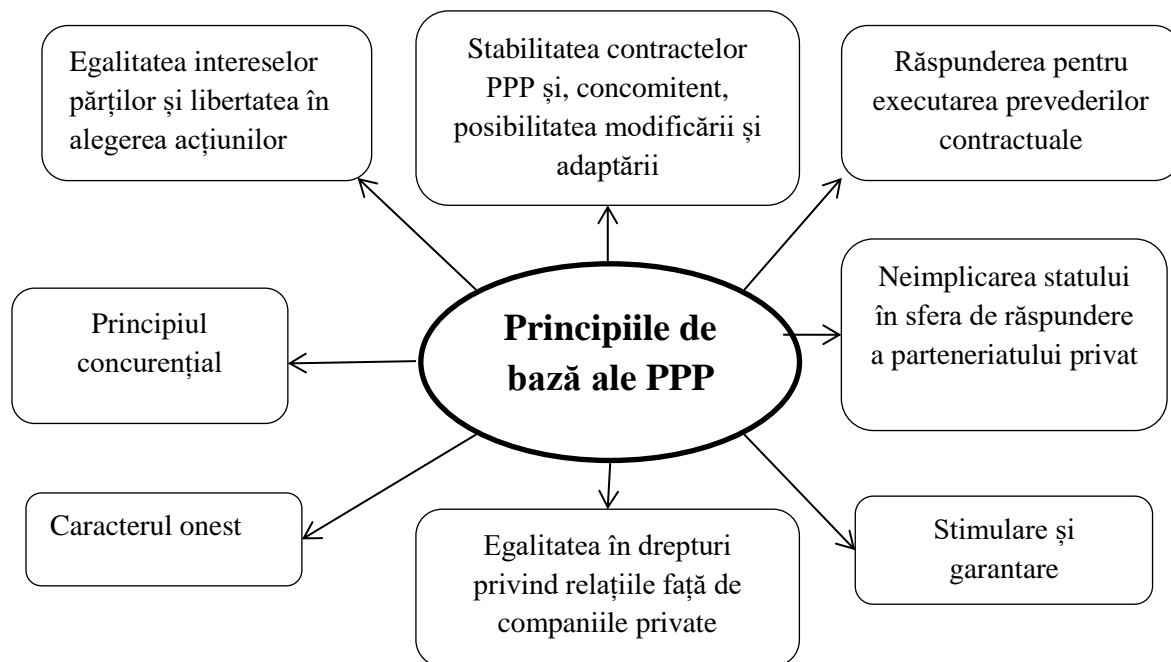 Egalitatea intereselor
părților și libertatea în
alegerea acțiunilor
Stabilitatea contractelor
PPP și, concomitent,
posibilitatea modificării și
adaptării
Răspunderea pentru
executarea prevederilor
contractuale
Principiul
concurențial
Principiile de
bază ale PPP
Neimplicarea statului
în sfera de răspundere
a parteneriatului privat
Caracterul onest
Egalitatea în drepturi
privind relațiile față de
companiile private
Stimulare și
garantare